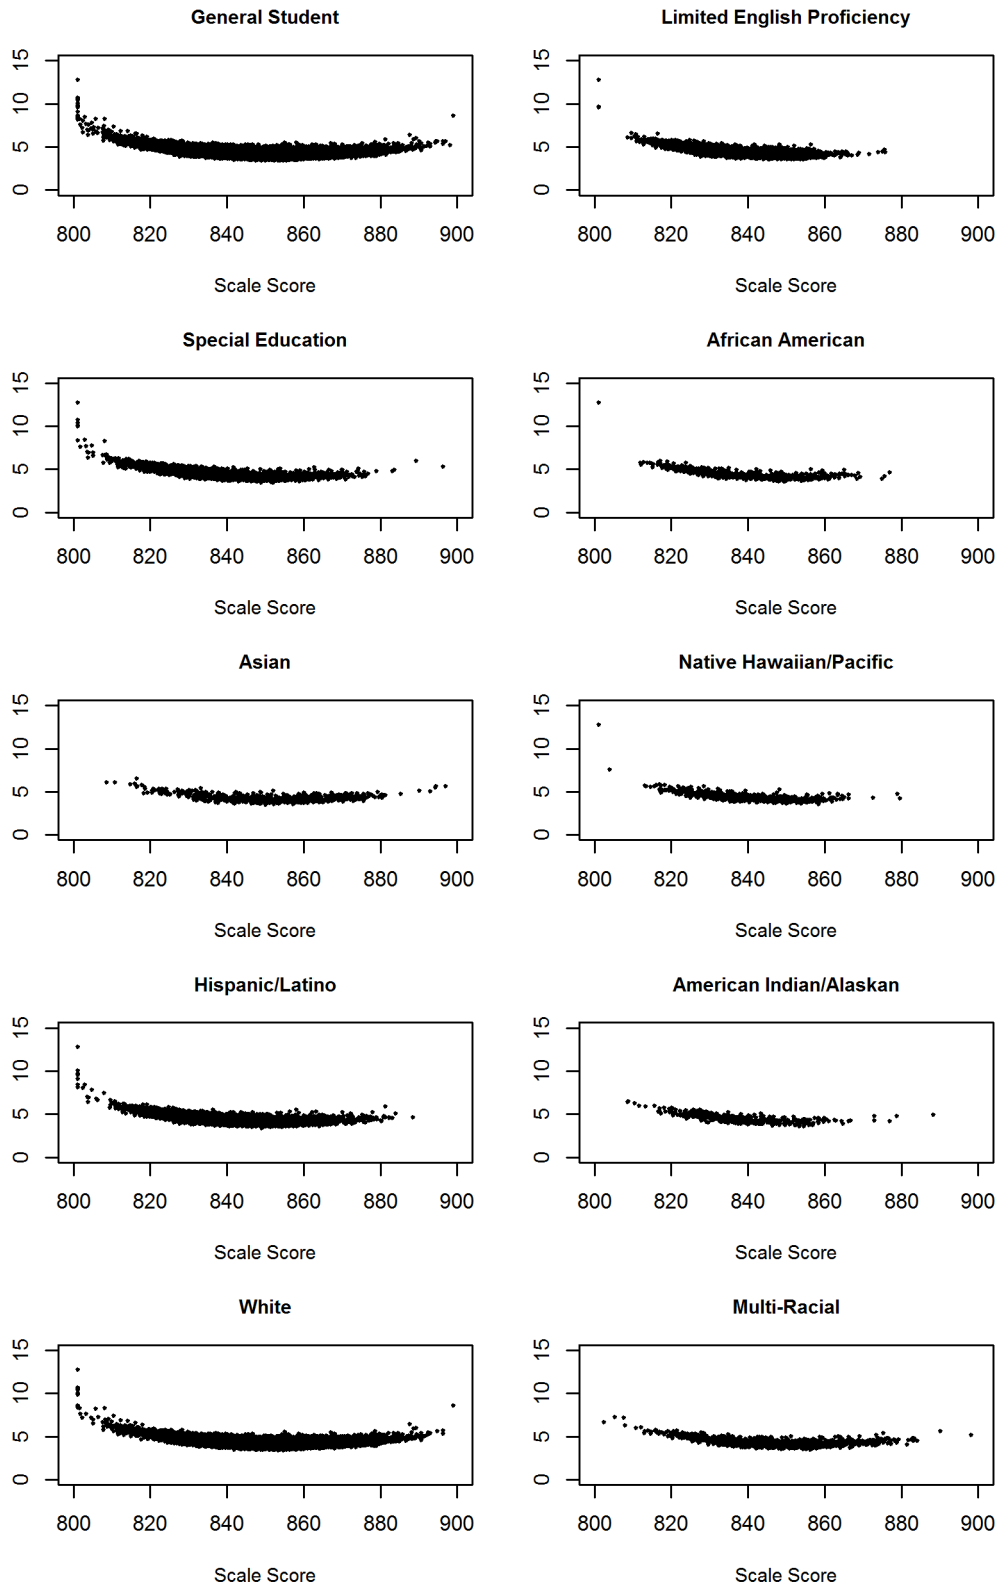 General Student
Limited English Proficiency
15
10
5
0
800 820 840 860 880 900
Scale Score
15
10
5
0
800 820 840 860 880 900
Scale Score
Special Education
African American
15
10
5
0
800 820 840 860 880 900
Scale Score
15
10
5
0
800 820 840 860 880 900
Scale Score
Asian
Native Hawaiian/Pacific
15
10
5
0
800 820 840 860 880 900
Scale Score
15
10
5
0
800 820 840 860 880 900
Scale Score
Hispanic/Latino
American Indian/Alaskan
15
10
5
0
800 820 840 860 880 900
Scale Score
15
10
5
0
800 820 840 860 880 900
Scale Score
White
Multi-Racial
15
10
5
0
800 820 840 860 880 900
Scale Score
15
10
5
0
800 820 840 860 880 900
Scale Score